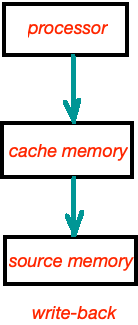 processor
cache memory
source memory
write-back